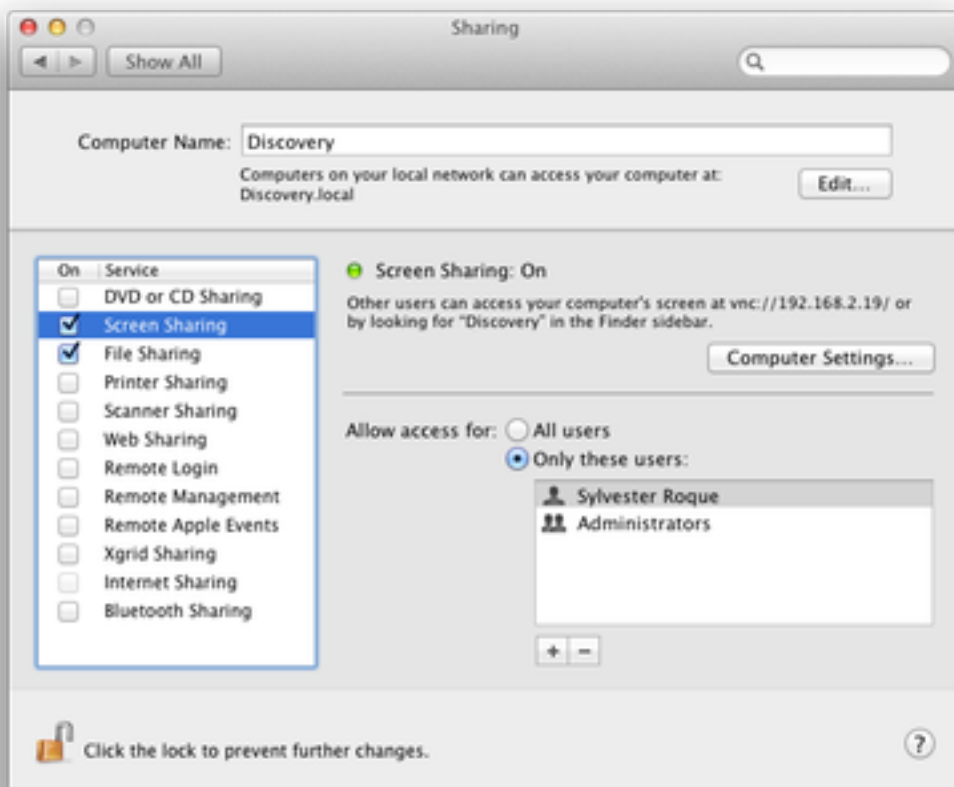 Sharing
Show All
Computer Name: Discovery
Computers on your local network can access your computer at:
Discovery.local
Edit...
On Service
DVD or CD Sharing
Screen Sharing
File Sharing
Printer Sharing
Scanner Sharing
Web Sharing
Remote Login
Remote Management
Remote Apple Events
Xgrid Sharing
Internet Sharing
Bluetooth Sharing
Screen Sharing: On
Other users can access your computer's screen at vnc://192.168.2.19/ or
by looking for "Discovery" in the Finder sidebar.
Computer Settings...
Allow access for: All users
Only these users:
Sylvester Roque
Administrators
+ −
Click the lock to prevent further changes.
?